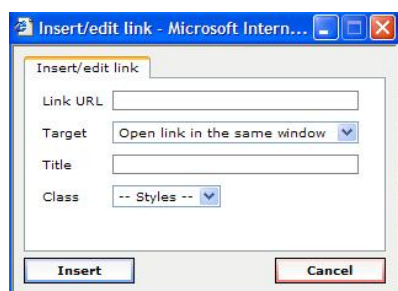 Insert/edit link - Microsoft Intern...
Insert/edit link
Link URL
Target Open link in the same window
Title
Class -- Styles --
Insert Cancel